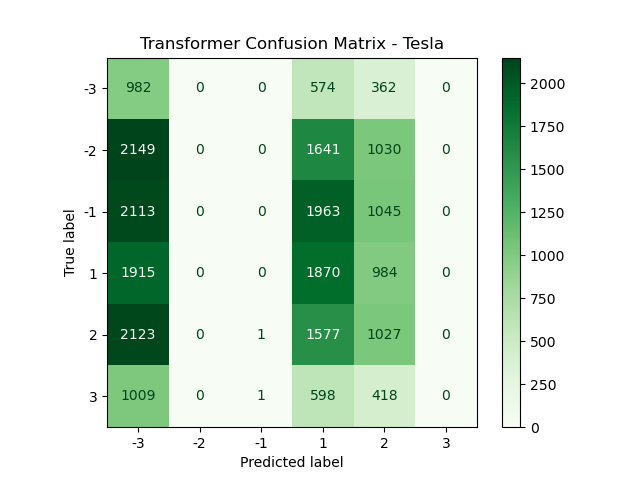 Transformer Confusion Matrix - Tesla
-3 982 0 0 574 362 0
-2 2149 0 0 1641 1030 0
-1 2113 0 0 1963 1045 0
1 1915 0 0 1870 984 0
2 2123 0 1 1577 1027 0
3 1009 0 1 598 418 0
-3 -2 -1 1 2 3
Predicted label
True label
2000
1750
1500
1250
1000
750
500
250
0